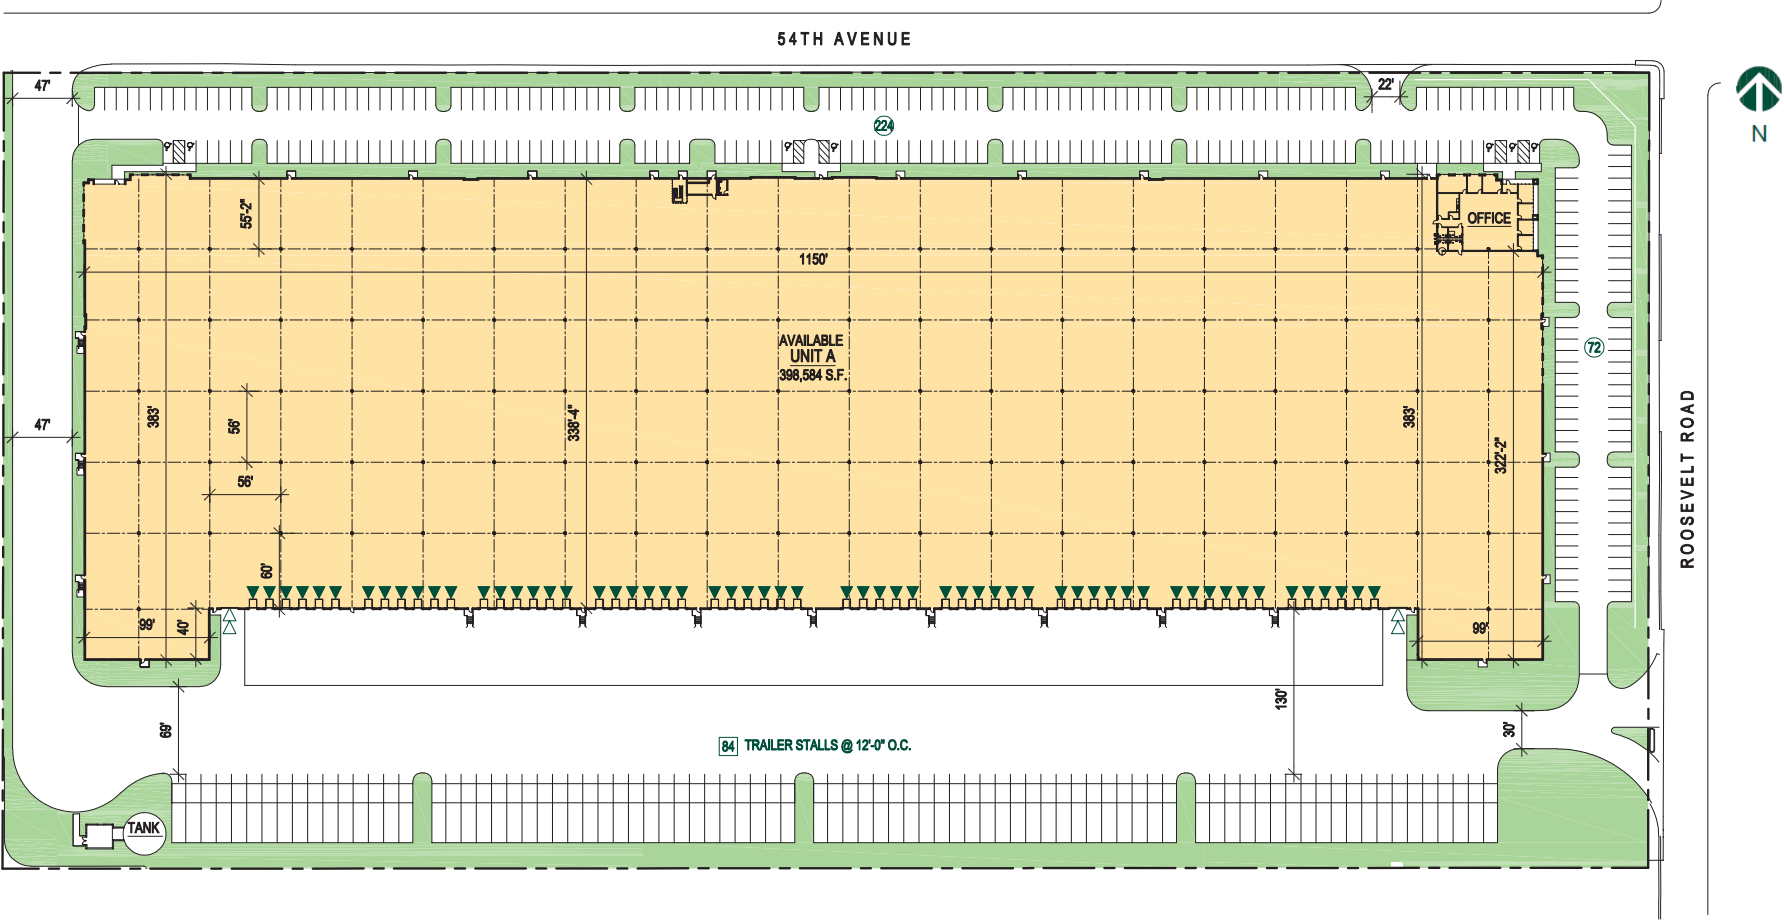 54TH AVENUE
47'
22'
N
224
55'-2"
OFFICE
1150'
AVAILABLE
UNIT A
398,584 S.F.
72
383'
56'
338'-4"
383'
322'-2"
ROOSEVELT ROAD
47'
56'
60'
99'
40'
99'
69'
130'
30'
84 TRAILER STALLS @ 12'-0" O.C.
TANK